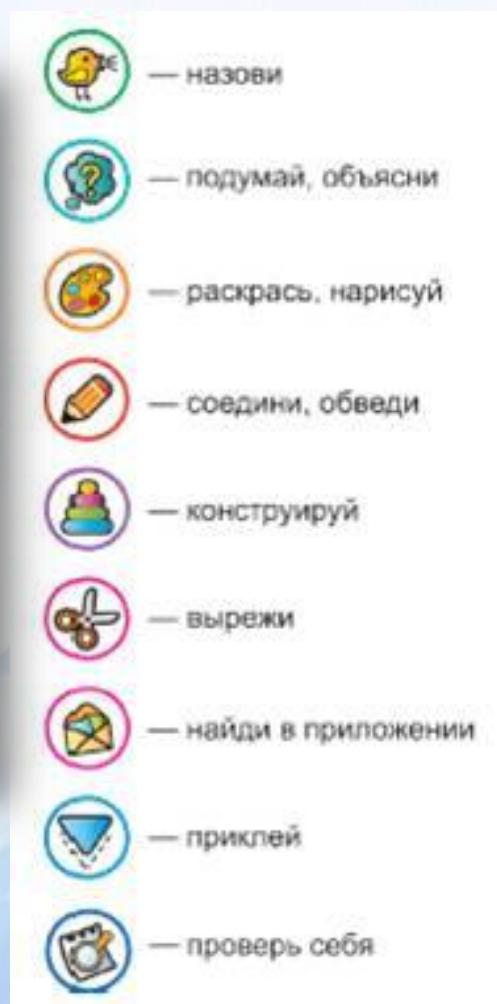 — назови
— подумай, объясни
— раскрась, нарисуй
— соедини, обведи
— конструируй
— вырежи
— найди в приложении
— приклей
— проверь себя